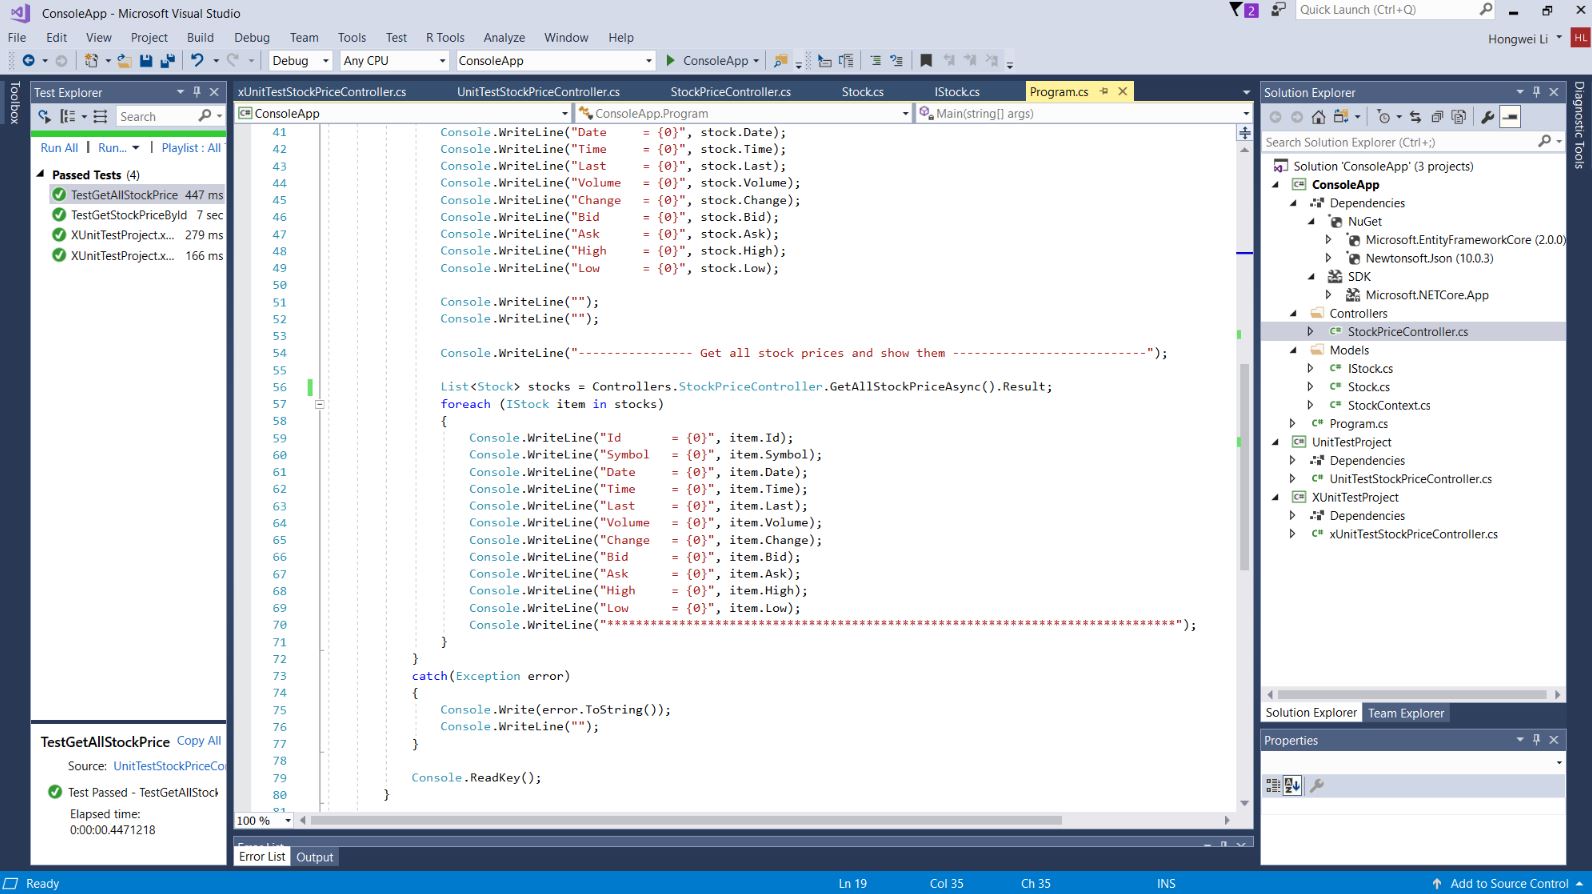 ConsoleApp - Microsoft Visual Studio
2
Quick Launch (Ctrl+Q)
File Edit View Project Build Debug Team Tools Test R Tools Analyze Window Help
Hongwei Li HL
Debug Any CPU ConsoleApp ConsoleApp
Toolbox
Test Explorer
Search
Run All | Run... | Playlist : All
Passed Tests (4)
TestGetAllStockPrice 447 ms
TestGetStockPriceById 7 sec
XUnitTestProject.x... 279 ms
XUnitTestProject.x... 166 ms
TestGetAllStockPrice Copy All
Source: UnitTestStockPriceCo
Test Passed - TestGetAllStock
Elapsed time:
0:00:00.4471218
xUnitTestStockPriceController.cs UnitTestStockPriceController.cs StockPriceController.cs Stock.cs IStock.cs Program.cs
ConsoleApp ConsoleApp.Program Main(string[] args)
41 Console.WriteLine("Date     = {0}", stock.Date);
42 Console.WriteLine("Time     = {0}", stock.Time);
43 Console.WriteLine("Last     = {0}", stock.Last);
44 Console.WriteLine("Volume   = {0}", stock.Volume);
45 Console.WriteLine("Change   = {0}", stock.Change);
46 Console.WriteLine("Bid      = {0}", stock.Bid);
47 Console.WriteLine("Ask      = {0}", stock.Ask);
48 Console.WriteLine("High     = {0}", stock.High);
49 Console.WriteLine("Low      = {0}", stock.Low);
50
51 Console.WriteLine("");
52 Console.WriteLine("");
53
54 Console.WriteLine("---------------- Get all stock prices and show them ---------------------------");
55
56 List<Stock> stocks = Controllers.StockPriceController.GetAllStockPriceAsync().Result;
57 foreach (IStock item in stocks)
58 {
59 Console.WriteLine("Id       = {0}", item.Id);
60 Console.WriteLine("Symbol   = {0}", item.Symbol);
61 Console.WriteLine("Date     = {0}", item.Date);
62 Console.WriteLine("Time     = {0}", item.Time);
63 Console.WriteLine("Last     = {0}", item.Last);
64 Console.WriteLine("Volume   = {0}", item.Volume);
65 Console.WriteLine("Change   = {0}", item.Change);
66 Console.WriteLine("Bid      = {0}", item.Bid);
67 Console.WriteLine("Ask      = {0}", item.Ask);
68 Console.WriteLine("High     = {0}", item.High);
69 Console.WriteLine("Low      = {0}", item.Low);
70 Console.WriteLine("*******************************************************************************");
71 }
72 }
73 catch(Exception error)
74 {
75 Console.Write(error.ToString());
76 Console.WriteLine("");
77 }
78
79 Console.ReadKey();
80 }
81
100 %
Error List
Error List Output
Solution Explorer
Search Solution Explorer (Ctrl+;)
Solution 'ConsoleApp' (3 projects)
ConsoleApp
Dependencies
NuGet
Microsoft.EntityFrameworkCore (2.0.0)
Newtonsoft.Json (10.0.3)
SDK
Microsoft.NETCore.App
Controllers
StockPriceController.cs
Models
IStock.cs
Stock.cs
StockContext.cs
Program.cs
UnitTestProject
Dependencies
UnitTestStockPriceController.cs
XUnitTestProject
Dependencies
xUnitTestStockPriceController.cs
Solution Explorer Team Explorer
Properties
Diagnostic Tools
Ready Ln 19 Col 35 Ch 35 INS Add to Source Control